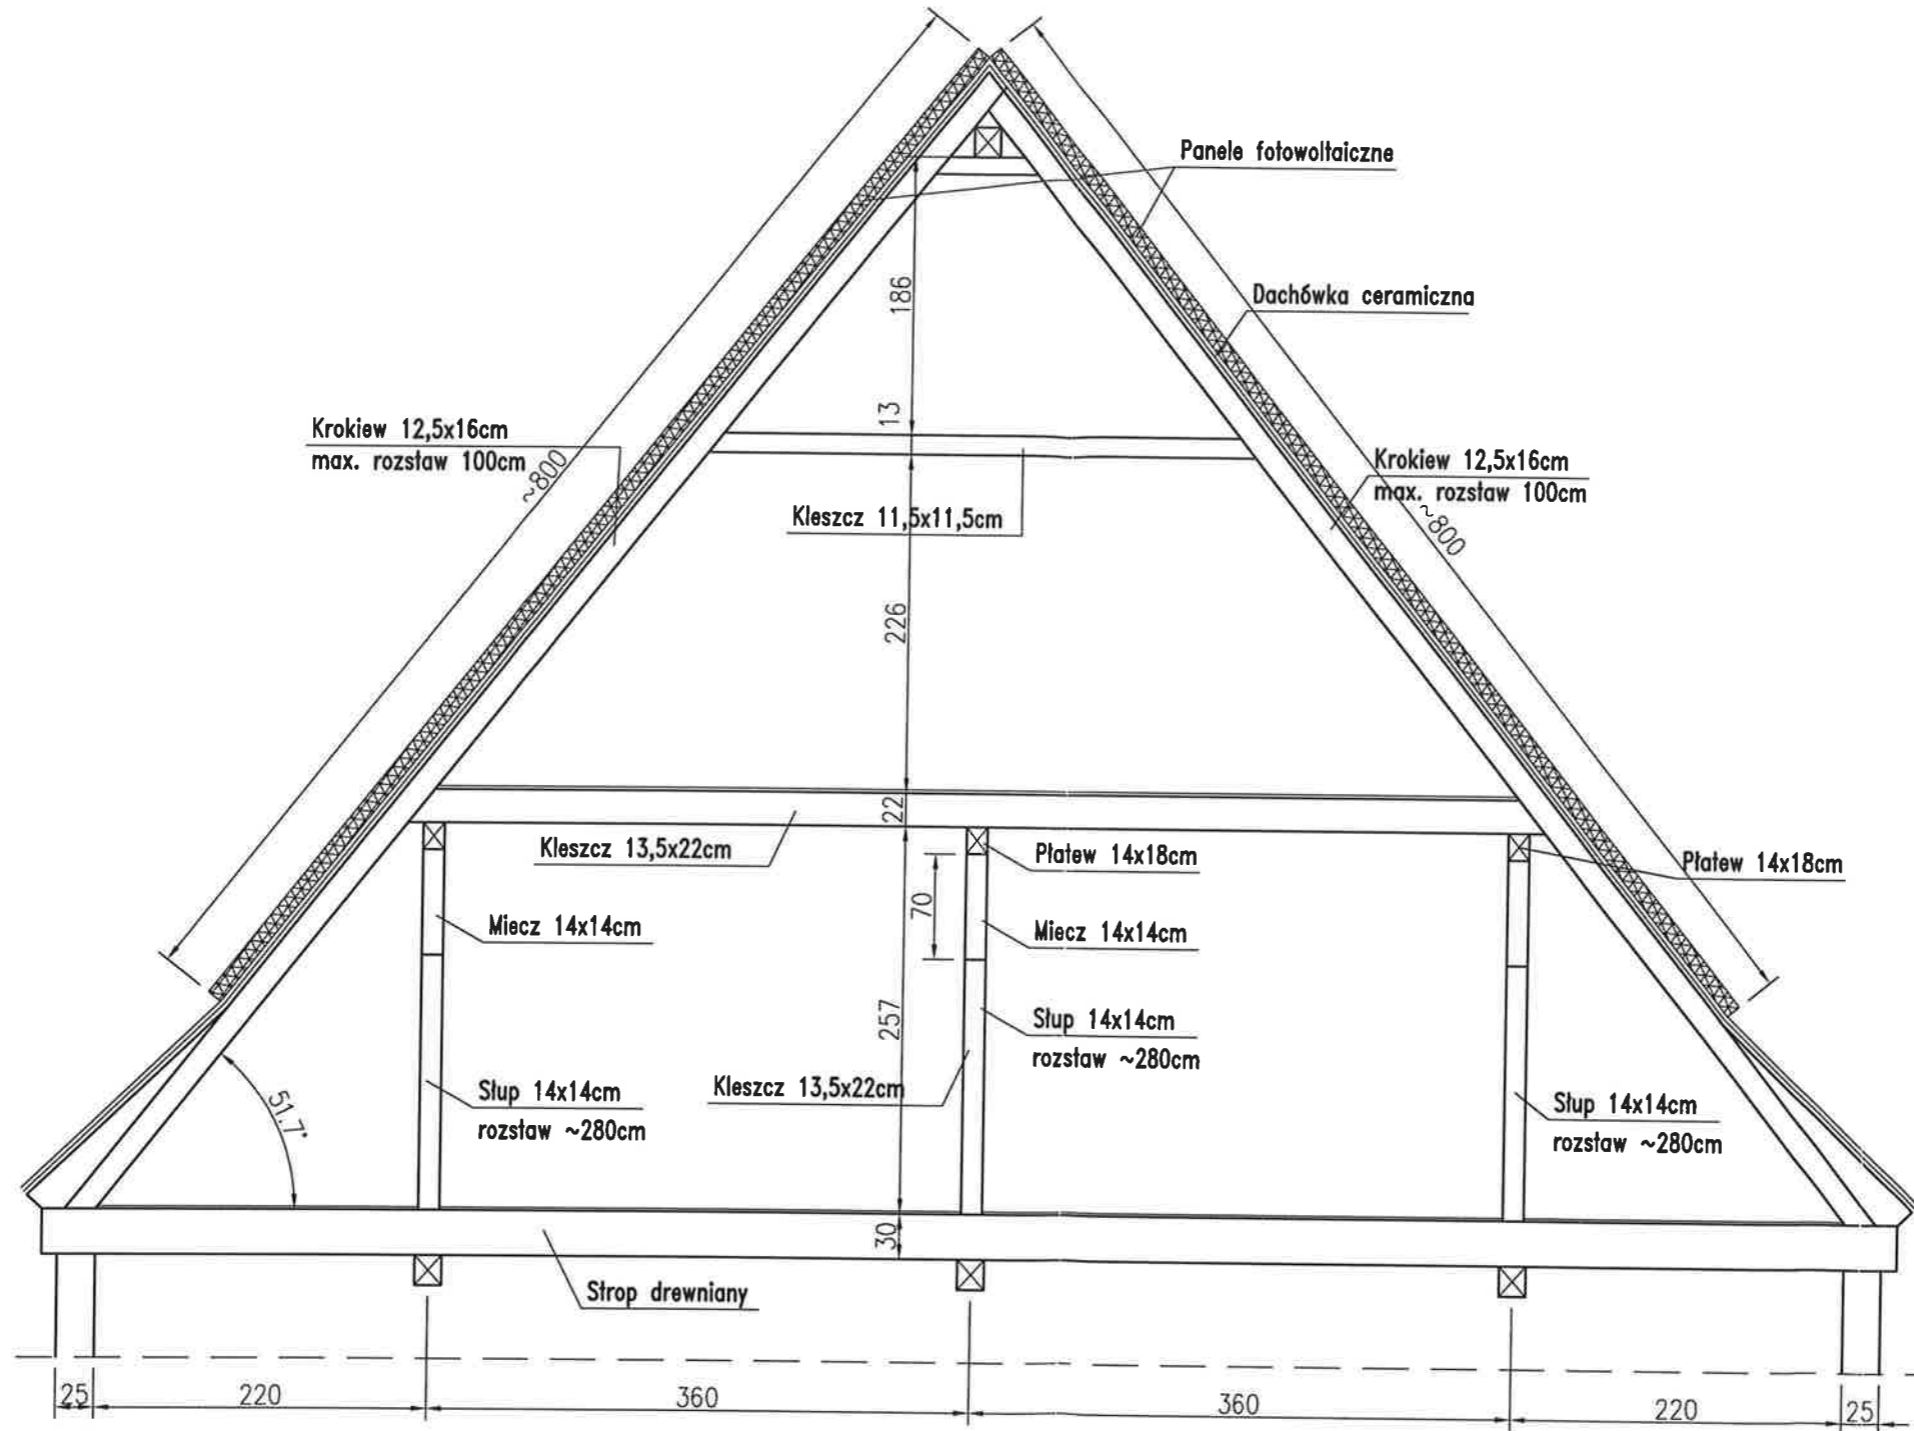 Panele fotowoltaiczne
186
Dachówka ceramiczna
13
Krokiew 12,5x16cm
max. rozstaw 100cm
~800
Krokiew 12,5x16cm
max. rozstaw 100cm
~800
Kleszcz 11,5x11,5cm
226
22
Kleszcz 13,5x22cm
Płatew 14x18cm
Płatew 14x18cm
70
Miecz 14x14cm
Miecz 14x14cm
257
Słup 14x14cm
rozstaw ~280cm
Kleszcz 13,5x22cm
51.7°
Słup 14x14cm
rozstaw ~280cm
Słup 14x14cm
rozstaw ~280cm
30
Strop drewniany
25
220
360
360
220
25